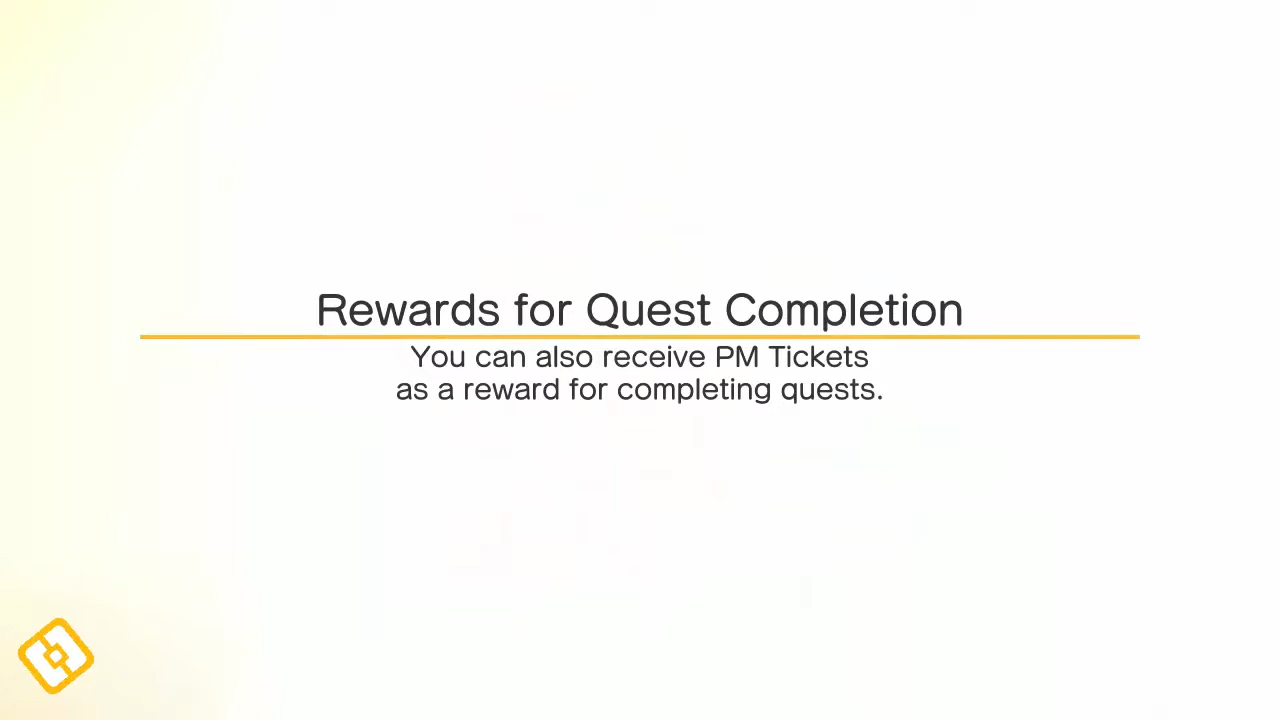 Rewards for Quest Completion
You can also receive PM Tickets
as a reward for completing quests.